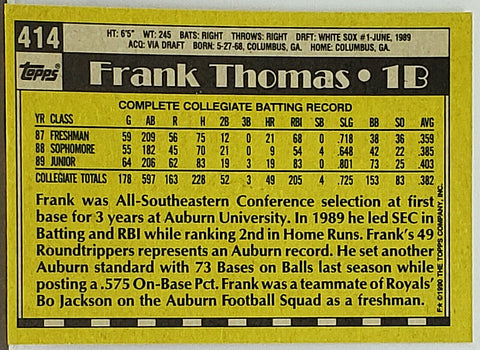 414
HT: 6'5" WT: 245 BATS: RIGHT THROWS: RIGHT DRFT: WHITE SOX #1-JUNE, 1989
ACQ: VIA DRAFT BORN: 5-27-68, COLUMBUS, GA. HOME: COLUMBUS, GA.
Topps
Frank Thomas • 1B
COMPLETE COLLEGIATE BATTING RECORD
YR CLASS G AB R H 2B 3B HR RBI SB SLG BB SO AVG
87 FRESHMAN 59 209 56 75 12 0 21 68 0 .718 38 36 .359
88 SOPHOMORE 55 182 45 70 21 0 9 54 4 .648 42 22 .385
89 JUNIOR 64 206 62 83 19 3 19 83 0 .801 73 25 .403
COLLEGIATE TOTALS 178 597 163 228 52 3 49 205 4 .725 153 83 .382
Frank was All-Southeastern Conference selection at first
base for 3 years at Auburn University. In 1989 he led SEC in
Batting and RBI while ranking 2nd in Home Runs. Frank's 49
Roundtrippers represents an Auburn record. He set another
Auburn standard with 73 Bases on Balls last season while
posting a .575 On-Base Pct. Frank was a teammate of Royals'
Bo Jackson on the Auburn Football Squad as a freshman.
F★ ©1990 THE TOPPS COMPANY, INC.